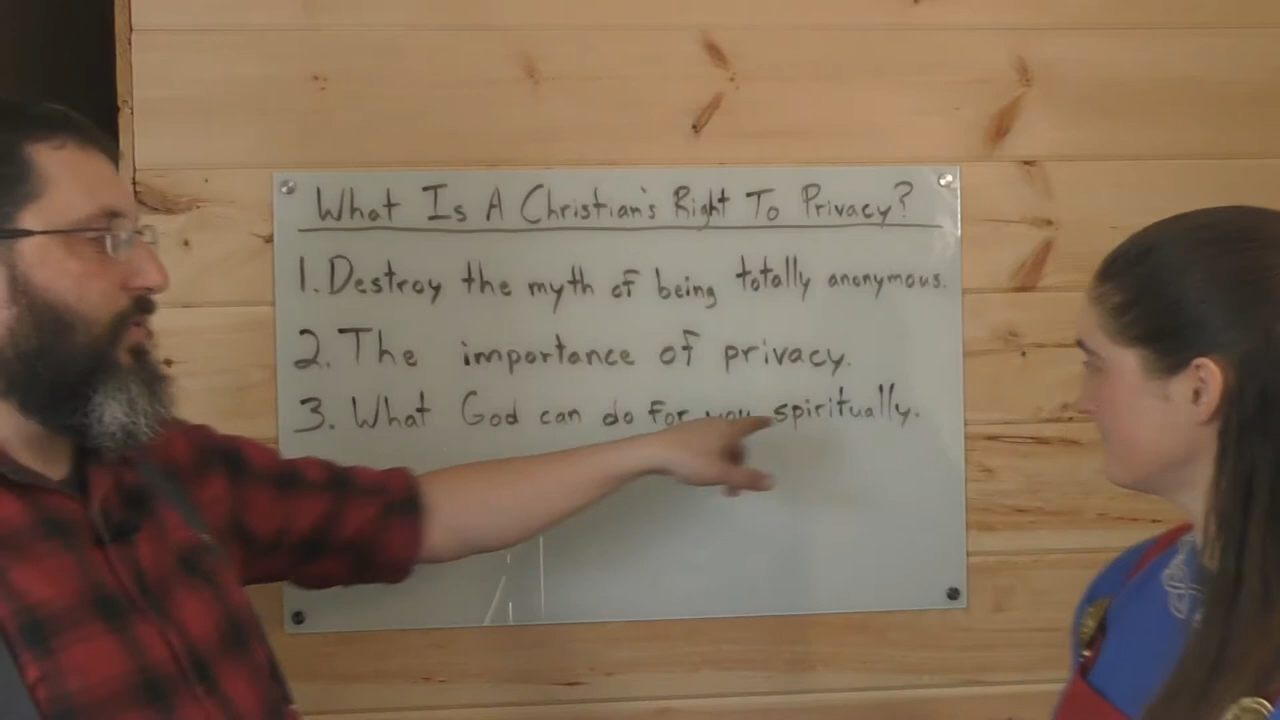 What Is A Christian's Right To Privacy?
1. Destroy the myth of being totally anonymous.
2. The importance of privacy.
3. What God can do for you spiritually.